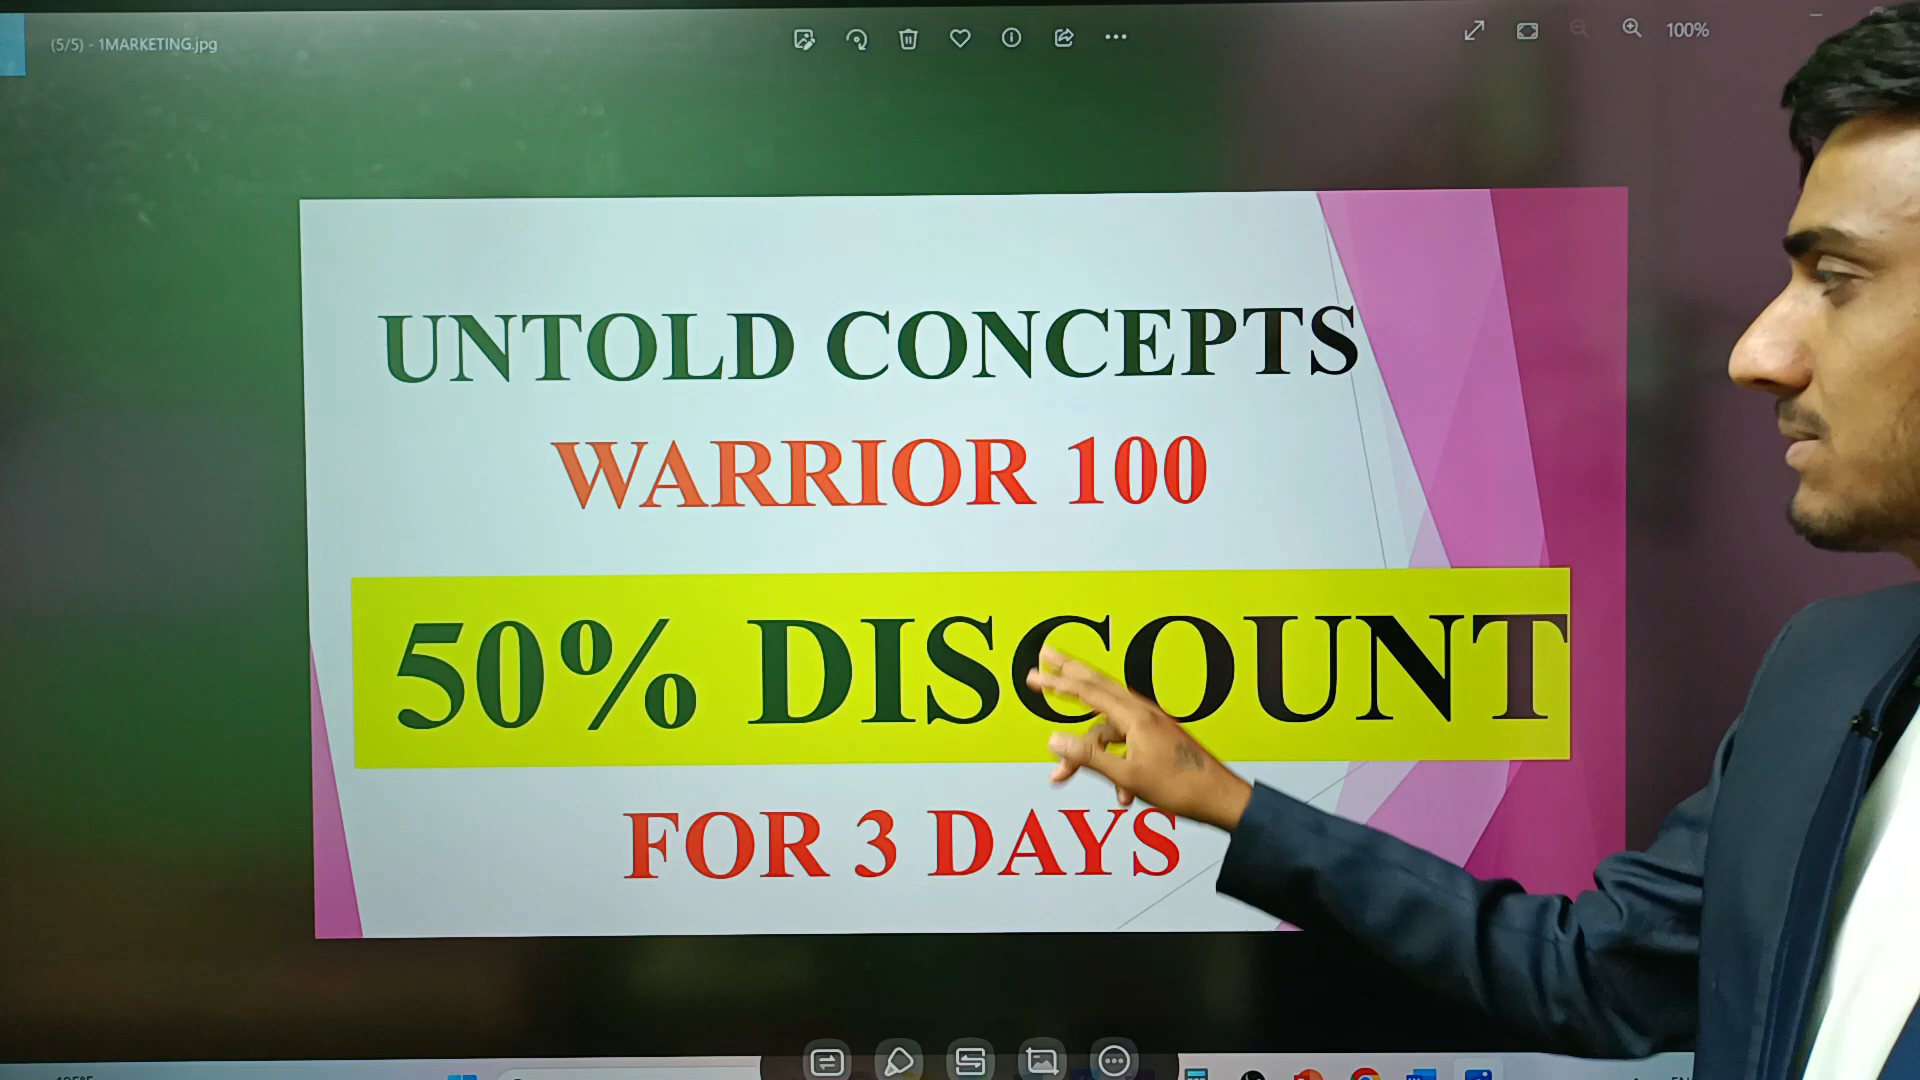 (5/5) - 1MARKETING.jpg
100%
UNTOLD CONCEPTS
WARRIOR 100
50% DISCOUNT
FOR 3 DAYS